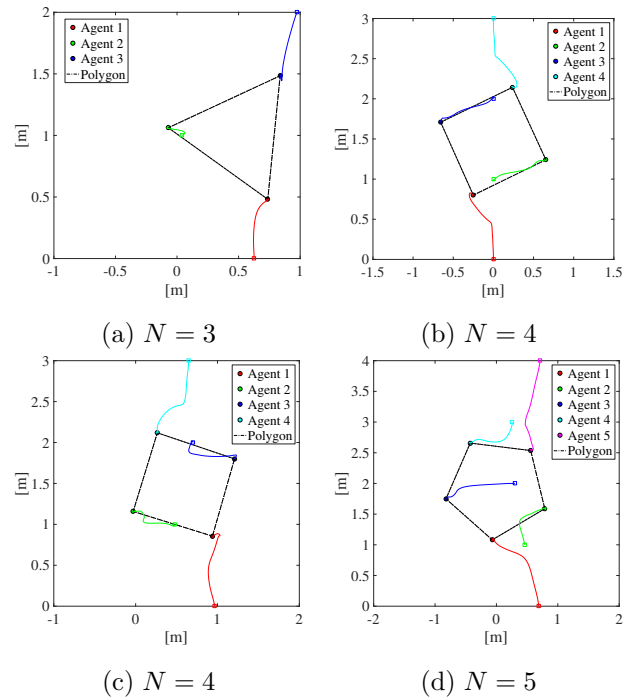 2
1.5
1
0.5
0
-1 -0.5 0 0.5 1
[m]
[m]
Agent 1
Agent 2
Agent 3
Polygon
(a) N = 3
3
2.5
2
1.5
1
0.5
0
-1.5 -1 -0.5 0 0.5 1 1.5
[m]
[m]
Agent 1
Agent 2
Agent 3
Agent 4
Polygon
(b) N = 4
3
2.5
2
1.5
1
0.5
0
-1 0 1 2
[m]
[m]
Agent 1
Agent 2
Agent 3
Agent 4
Polygon
(c) N = 4
4
3.5
3
2.5
2
1.5
1
0.5
0
-2 -1 0 1 2
[m]
[m]
Agent 1
Agent 2
Agent 3
Agent 4
Agent 5
Polygon
(d) N = 5